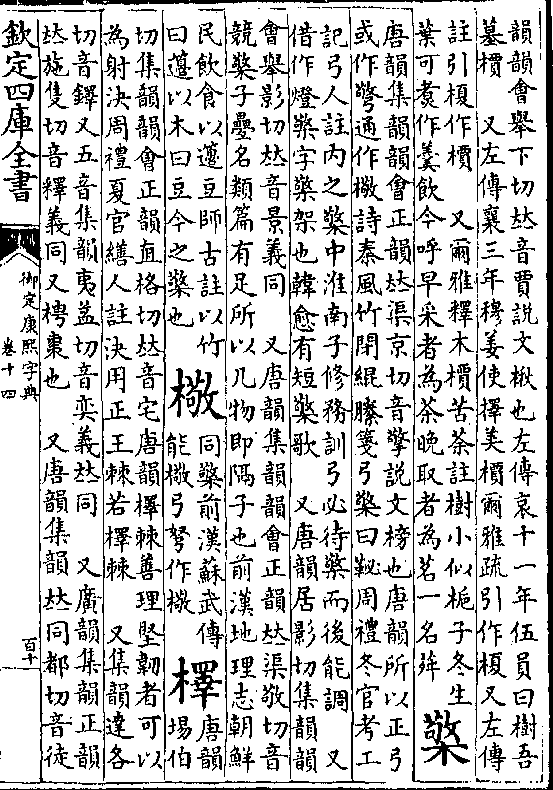 韻韻會舉下切𠀤音賈說文楸也左傳哀十一年伍員曰樹吾
墓檟 又左傳襄三年穆姜使擇美檟爾雅疏引作榎又左傳
註引榎作檟 又爾雅釋木檟苦荼註樹小似梔子冬生
葉可煑作羮飲今呼早采者為茶晚取者為茗一名荈 檠
唐韻集韻韻會正韻𠀤渠京切音擎說文榜也唐韻所以正弓
或作㯳通作橵詩秦風竹閉緄縢箋弓檠曰䪐周禮冬官考工
記弓人註内之檠中淮南子修務訓弓必待檠而後能調 又
借作燈檠字檠架也韓愈有短檠歌 又唐韻居影切集韻韻
會舉影切𠀤音景義同 又唐韻集韻韻會正韻𠀤渠敬切音
競檠子疊名類篇有足所以几物即隔子也前漢地理志朝鮮
民飲食以籩豆師古註以竹
曰籩以木曰豆今之檠也 橵 同檠前漢蘇武傳
能橵弓弩作橵 檡 唐韻
場伯
切集韻韻會正韻直格切𠀤音宅唐韻檡棘善理堅韌者可以
為射決周禮夏官繕人註決用正王棘若檡棘 又集韻達各
切音鐸又五音集韻夷益切音奕義𠀤同 又廣韻集韻正韻
𠀤施隻切音釋義同又梬棗也 又唐韻集韻𠀤同都切音徒
欽定四庫全書
御定康熙字典
卷十四
百十